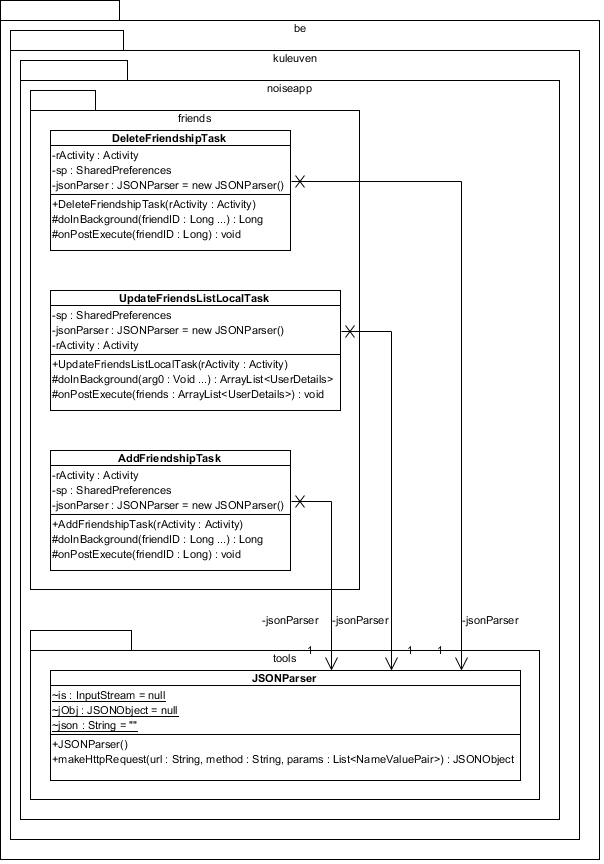 be
kuleuven
noiseapp
friends
DeleteFriendshipTask
-rActivity : Activity
-sp : SharedPreferences
-jsonParser : JSONParser = new JSONParser()
+DeleteFriendshipTask(rActivity : Activity)
#doInBackground(friendID : Long ...) : Long
#onPostExecute(friendID : Long) : void
UpdateFriendsListLocalTask
-sp : SharedPreferences
-jsonParser : JSONParser = new JSONParser()
-rActivity : Activity
+UpdateFriendsListLocalTask(rActivity : Activity)
#doInBackground(arg0 : Void ...) : ArrayList<UserDetails>
#onPostExecute(friends : ArrayList<UserDetails>) : void
AddFriendshipTask
-rActivity : Activity
-sp : SharedPreferences
-jsonParser : JSONParser = new JSONParser()
+AddFriendshipTask(rActivity : Activity)
#doInBackground(friendID : Long ...) : Long
#onPostExecute(friendID : Long) : void
-jsonParser -jsonParser -jsonParser
1 1 1
tools
JSONParser
~is : InputStream = null
~jObj : JSONObject = null
~json : String = ""
+JSONParser()
+makeHttpRequest(url : String, method : String, params : List<NameValuePair>) : JSONObject